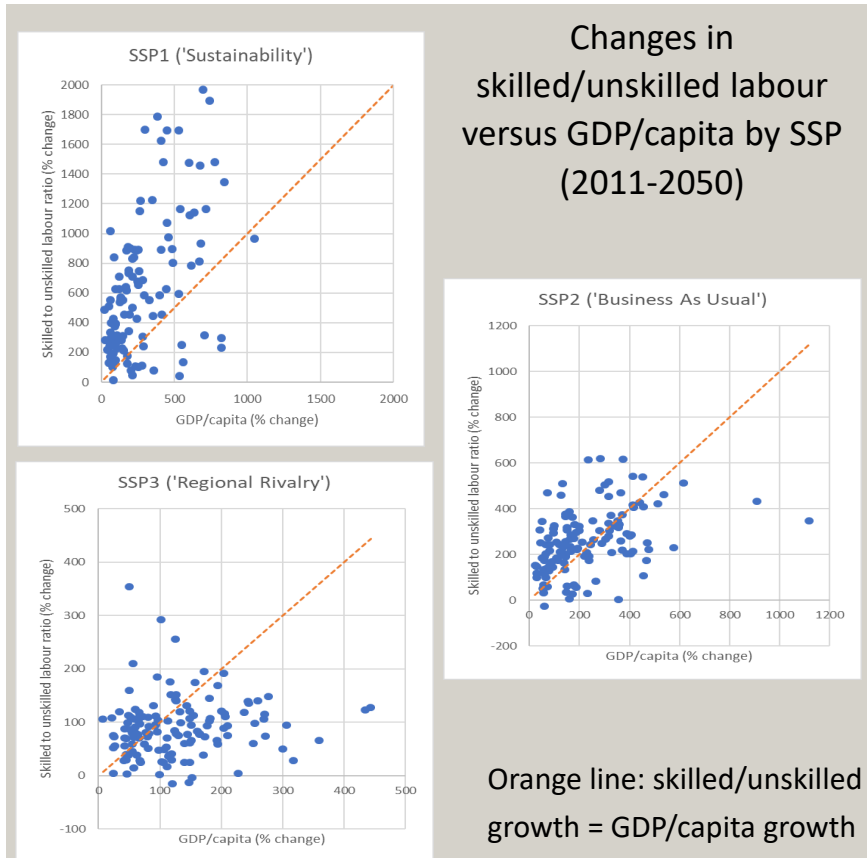 Changes in
skilled/unskilled labour
versus GDP/capita by SSP
(2011-2050)
SSP1 ('Sustainability')
Skilled to unskilled labour ratio (% change)
2000
1800
1600
1400
1200
1000
800
600
400
200
0
0 500 1000 1500 2000
GDP/capita (% change)
SSP2 ('Business As Usual')
Skilled to unskilled labour ratio (% change)
1200
1000
800
600
400
200
0
-200
0 200 400 600 800 1000 1200
GDP/capita (% change)
SSP3 ('Regional Rivalry')
Skilled to unskilled labour ratio (% change)
500
400
300
200
100
0
-100
0 100 200 300 400 500
GDP/capita (% change)
Orange line: skilled/unskilled
growth = GDP/capita growth